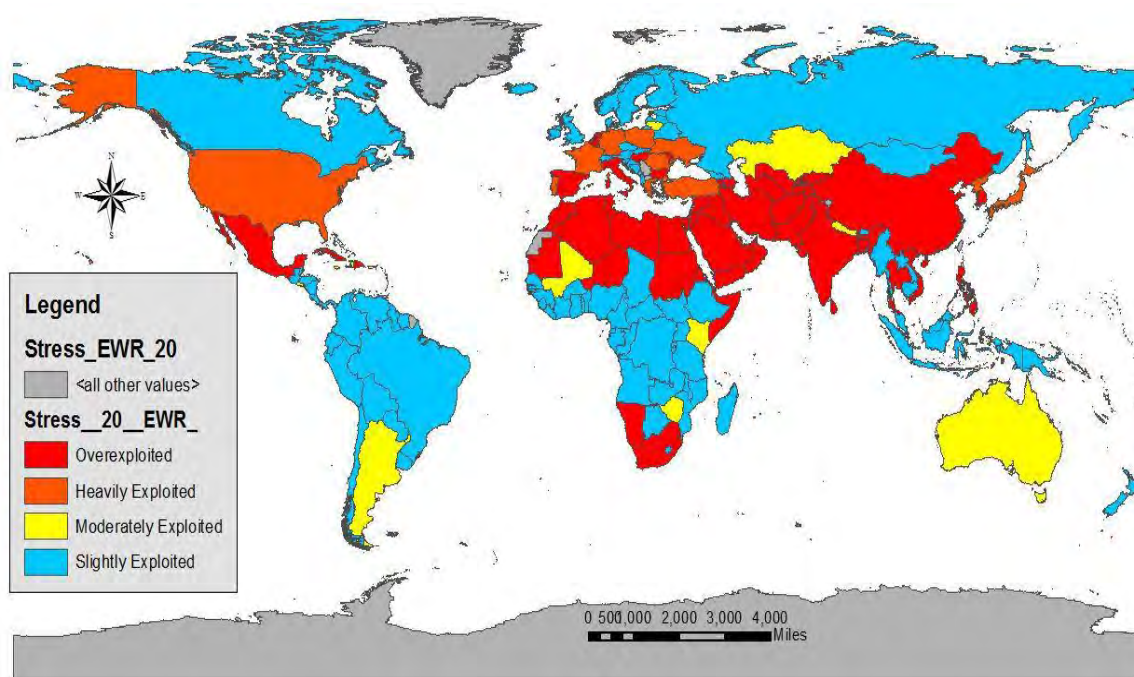 N
W E
S
Legend
Stress_EWR_20
<all other values>
Stress__20__EWR_
Overexploited
Heavily Exploited
Moderately Exploited
Slightly Exploited
0 500 1,000 2,000 3,000 4,000
Miles